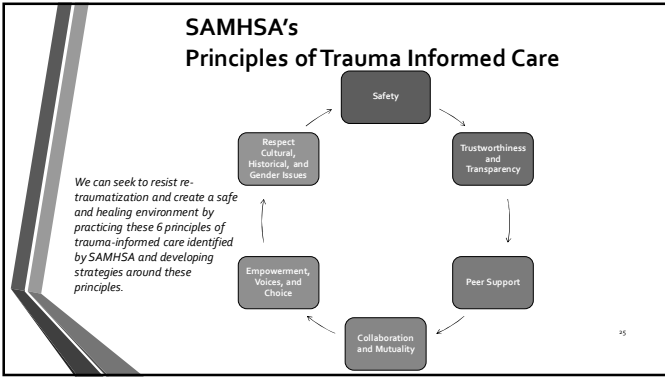 SAMHSA's
Principles of Trauma Informed Care
Safety
Trustworthiness
and
Transparency
Peer Support
Collaboration
and Mutuality
Empowerment,
Voices, and
Choice
Respect
Cultural,
Historical, and
Gender Issues
We can seek to resist re-
traumatization and create a safe
and healing environment by
practicing these 6 principles of
trauma-informed care identified
by SAMHSA and developing
strategies around these
principles.
25